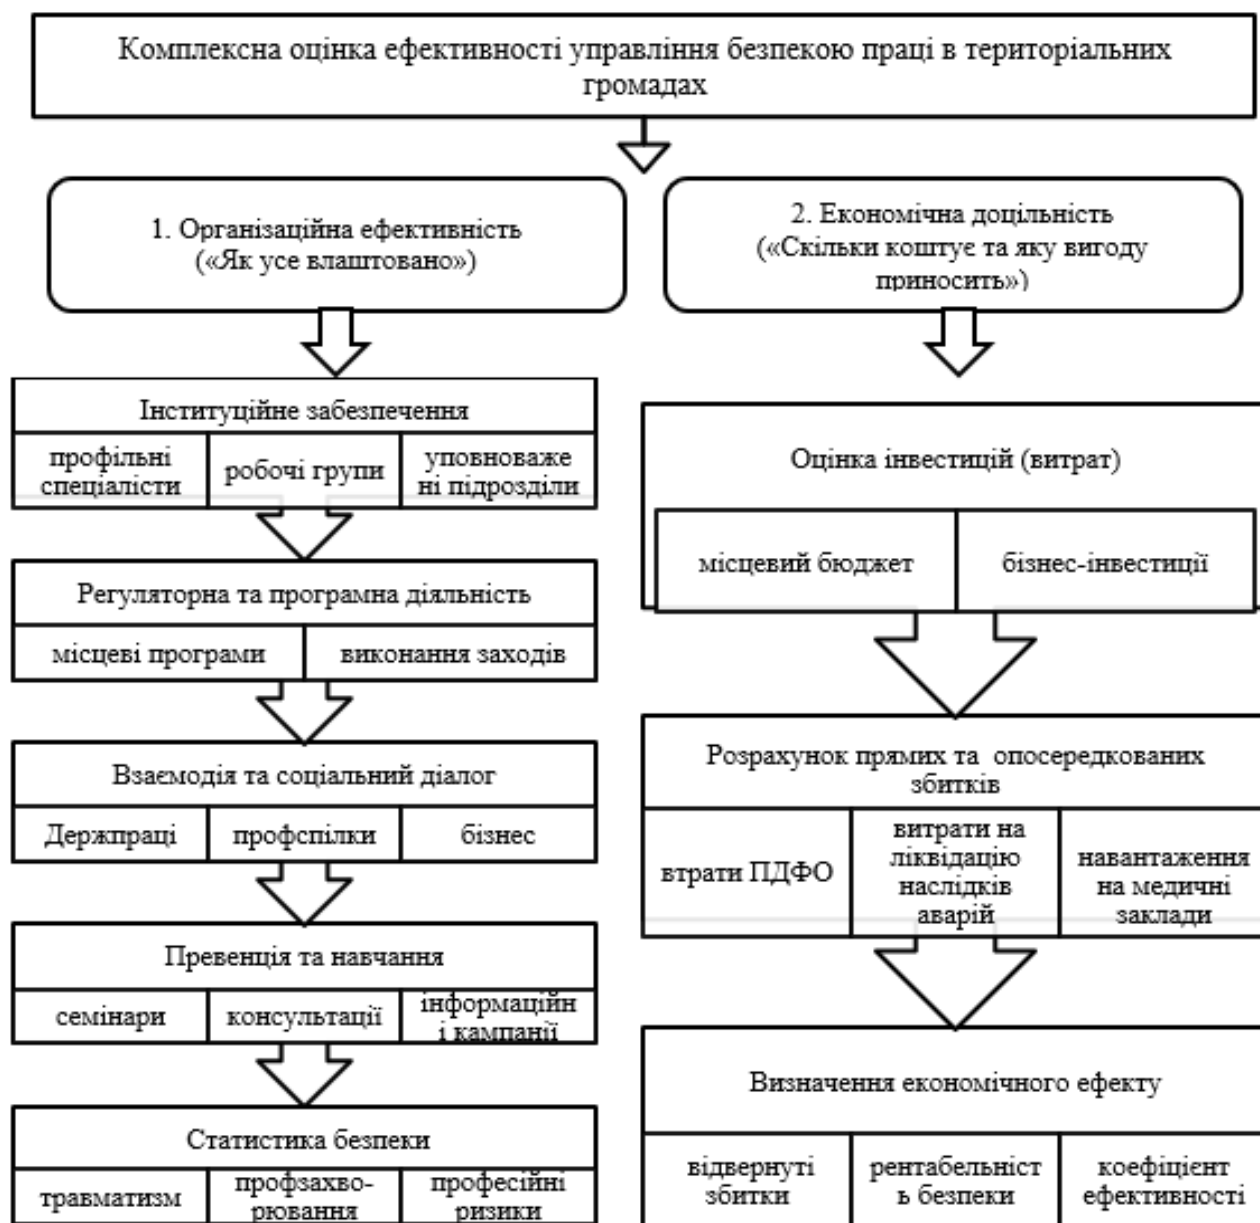 Комплексна оцінка ефективності управління безпекою праці в територіальних
громадах
1. Організаційна ефективність
(«Як усе влаштовано»)
2. Економічна доцільність
(«Скільки коштує та яку вигоду
приносить»)
Інституційне забезпечення
профільні
спеціалісти
робочі групи
уповноваже
ні підрозділи
Регуляторна та програмна діяльність
місцеві програми
виконання заходів
Взаємодія та соціальний діалог
Держпраці
профспілки
бізнес
Превенція та навчання
семінари
консультації
інформаційн
і кампанії
Статистика безпеки
травматизм
профзахво-
рювання
професійні
ризики
Оцінка інвестицій (витрат)
місцевий бюджет
бізнес-інвестиції
Розрахунок прямих та опосередкованих
збитків
втрати ПДФО
витрати на
ліквідацію
наслідків
аварій
навантаження
на медичні
заклади
Визначення економічного ефекту
відвернуті
збитки
рентабельніст
ь безпеки
коефіцієнт
ефективності